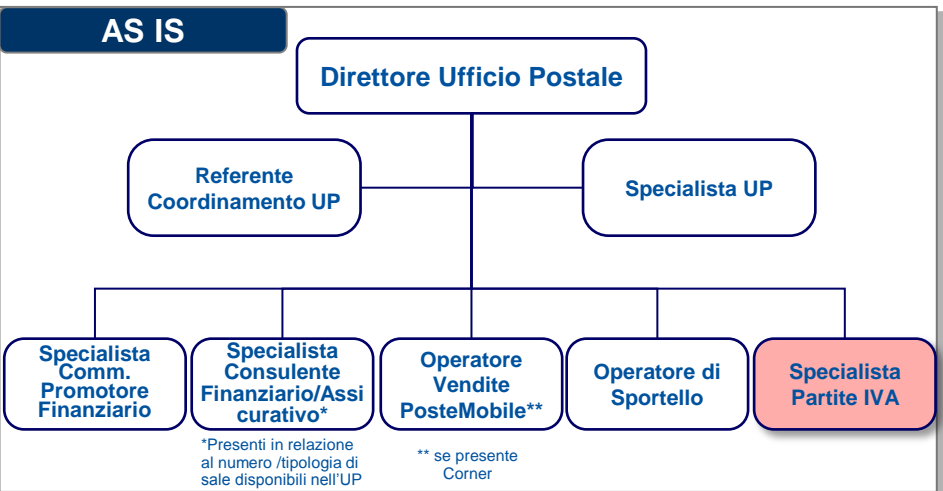 AS IS
Direttore Ufficio Postale
Referente
Coordinamento UP
Specialista UP
Specialista
Comm.
Promotore
Finanziario
Specialista
Consulente
Finanziario/Assi
curativo*
Operatore
Vendite
PosteMobile**
Operatore di
Sportello
Specialista
Partite IVA
*Presenti in relazione
al numero /tipologia di
sale disponibili nell'UP
** se presente
Corner